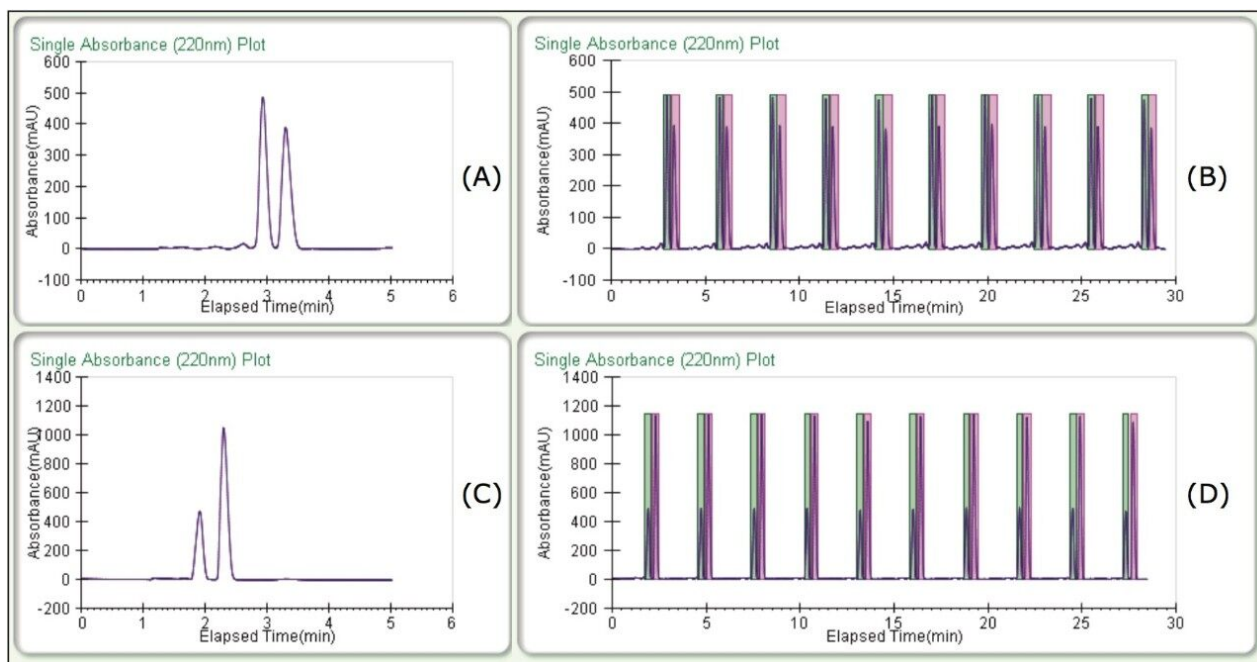 Single Absorbance (220nm) Plot
600
500
400
300
200
100
0
-100
Absorbance(mAU)
0 1 2 3 4 5 6
Elapsed Time(min)
(A)
Single Absorbance (220nm) Plot
600
500
400
300
200
100
0
-100
Absorbance(mAU)
0 5 10 15 20 25 30
Elapsed Time(min)
(B)
Single Absorbance (220nm) Plot
1400
1200
1000
800
600
400
200
0
-200
Absorbance(mAU)
0 1 2 3 4 5 6
Elapsed Time(min)
(C)
Single Absorbance (220nm) Plot
1400
1200
1000
800
600
400
200
0
-200
Absorbance(mAU)
0 5 10 15 20 25 30
Elapsed Time(min)
(D)